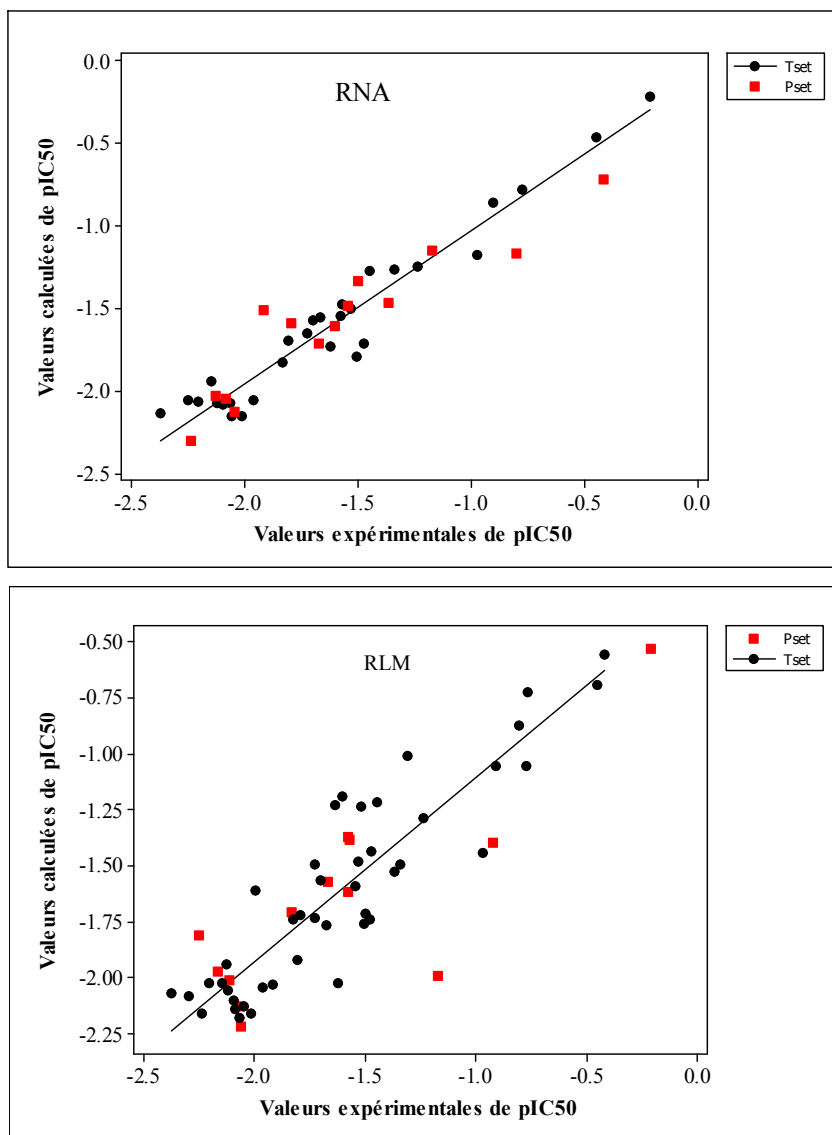 RNA
Tset
Pset
Valeurs calculées de pIC50
0.0
-0.5
-1.0
-1.5
-2.0
-2.5
-2.5 -2.0 -1.5 -1.0 -0.5 0.0
Valeurs expérimentales de pIC50
RLM
Pset
Tset
Valeurs calculées de pIC50
-0.50
-0.75
-1.00
-1.25
-1.50
-1.75
-2.00
-2.25
-2.5 -2.0 -1.5 -1.0 -0.5 0.0
Valeurs expérimentales de pIC50